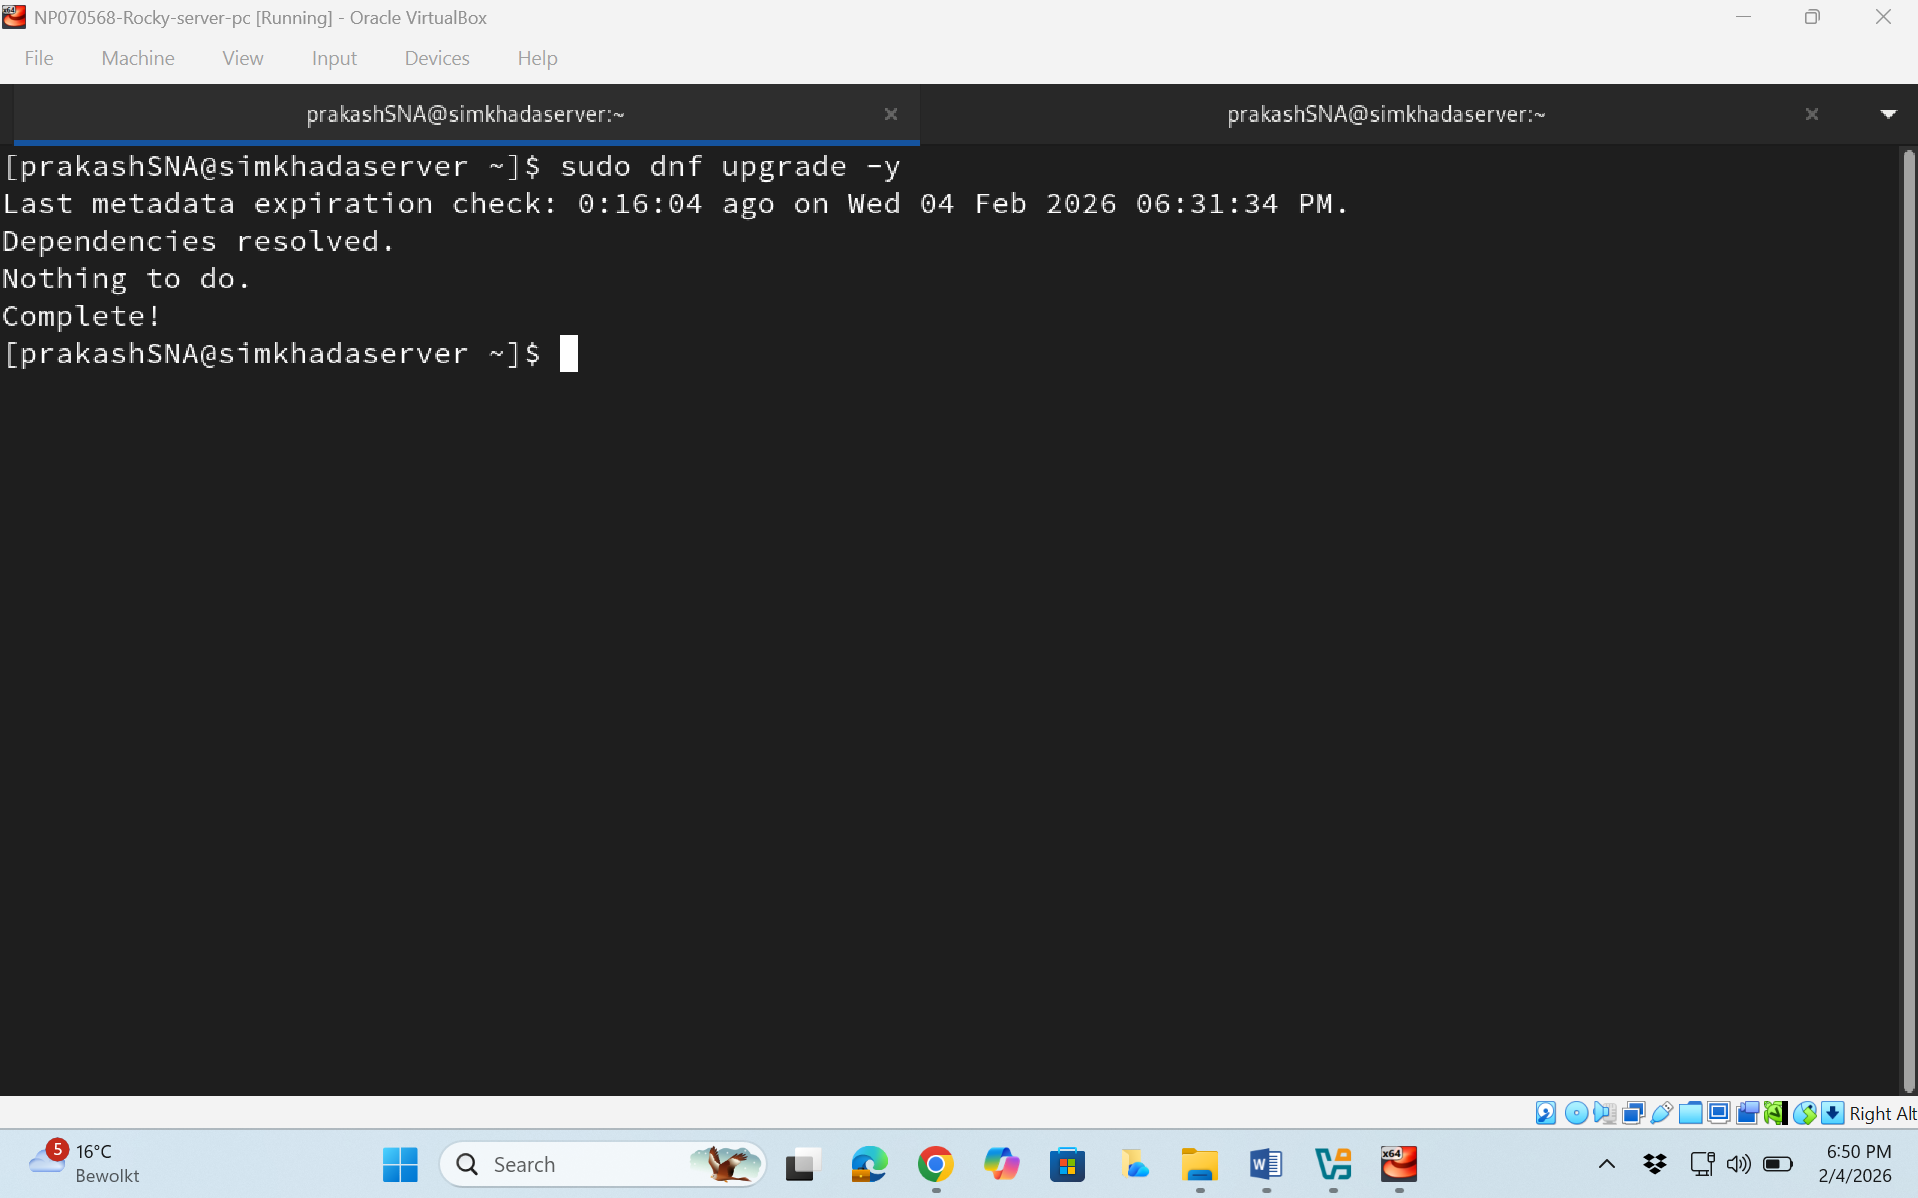 NP070568-Rocky-server-pc [Running] - Oracle VirtualBox
File Machine View Input Devices Help
prakashSNA@simkhadaserver:~ prakashSNA@simkhadaserver:~
[prakashSNA@simkhadaserver ~]$ sudo dnf upgrade -y
Last metadata expiration check: 0:16:04 ago on Wed 04 Feb 2026 06:31:34 PM.
Dependencies resolved.
Nothing to do.
Complete!
[prakashSNA@simkhadaserver ~]$
Right Alt
5 16°C
Bewolkt
Search
x64
6:50 PM
2/4/2026